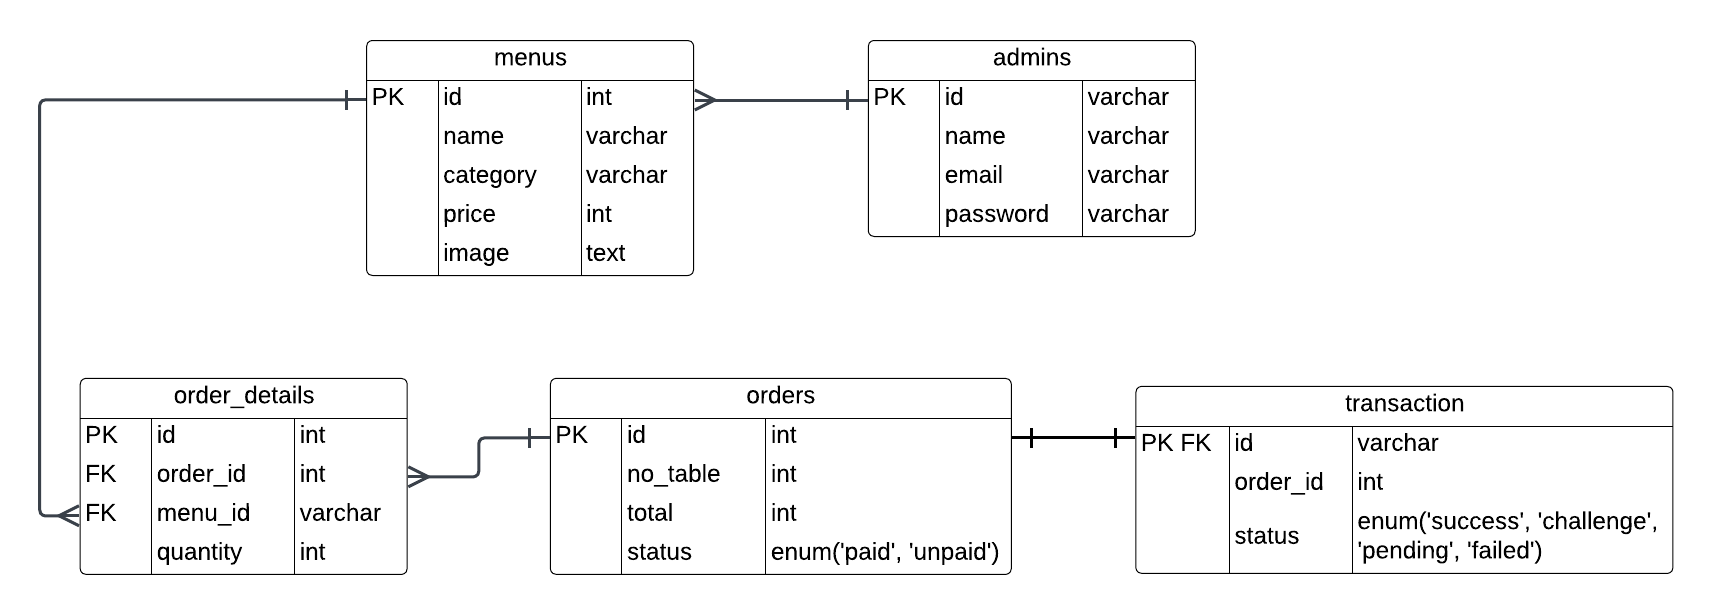 menus
PK id int
name varchar
category varchar
price int
image text
admins
PK id varchar
name varchar
email varchar
password varchar
order_details
PK id int
FK order_id int
FK menu_id varchar
quantity int
orders
PK id int
no_table int
total int
status enum('paid', 'unpaid')
transaction
PK FK id varchar
order_id int
status enum('success', 'challenge',
'pending', 'failed')